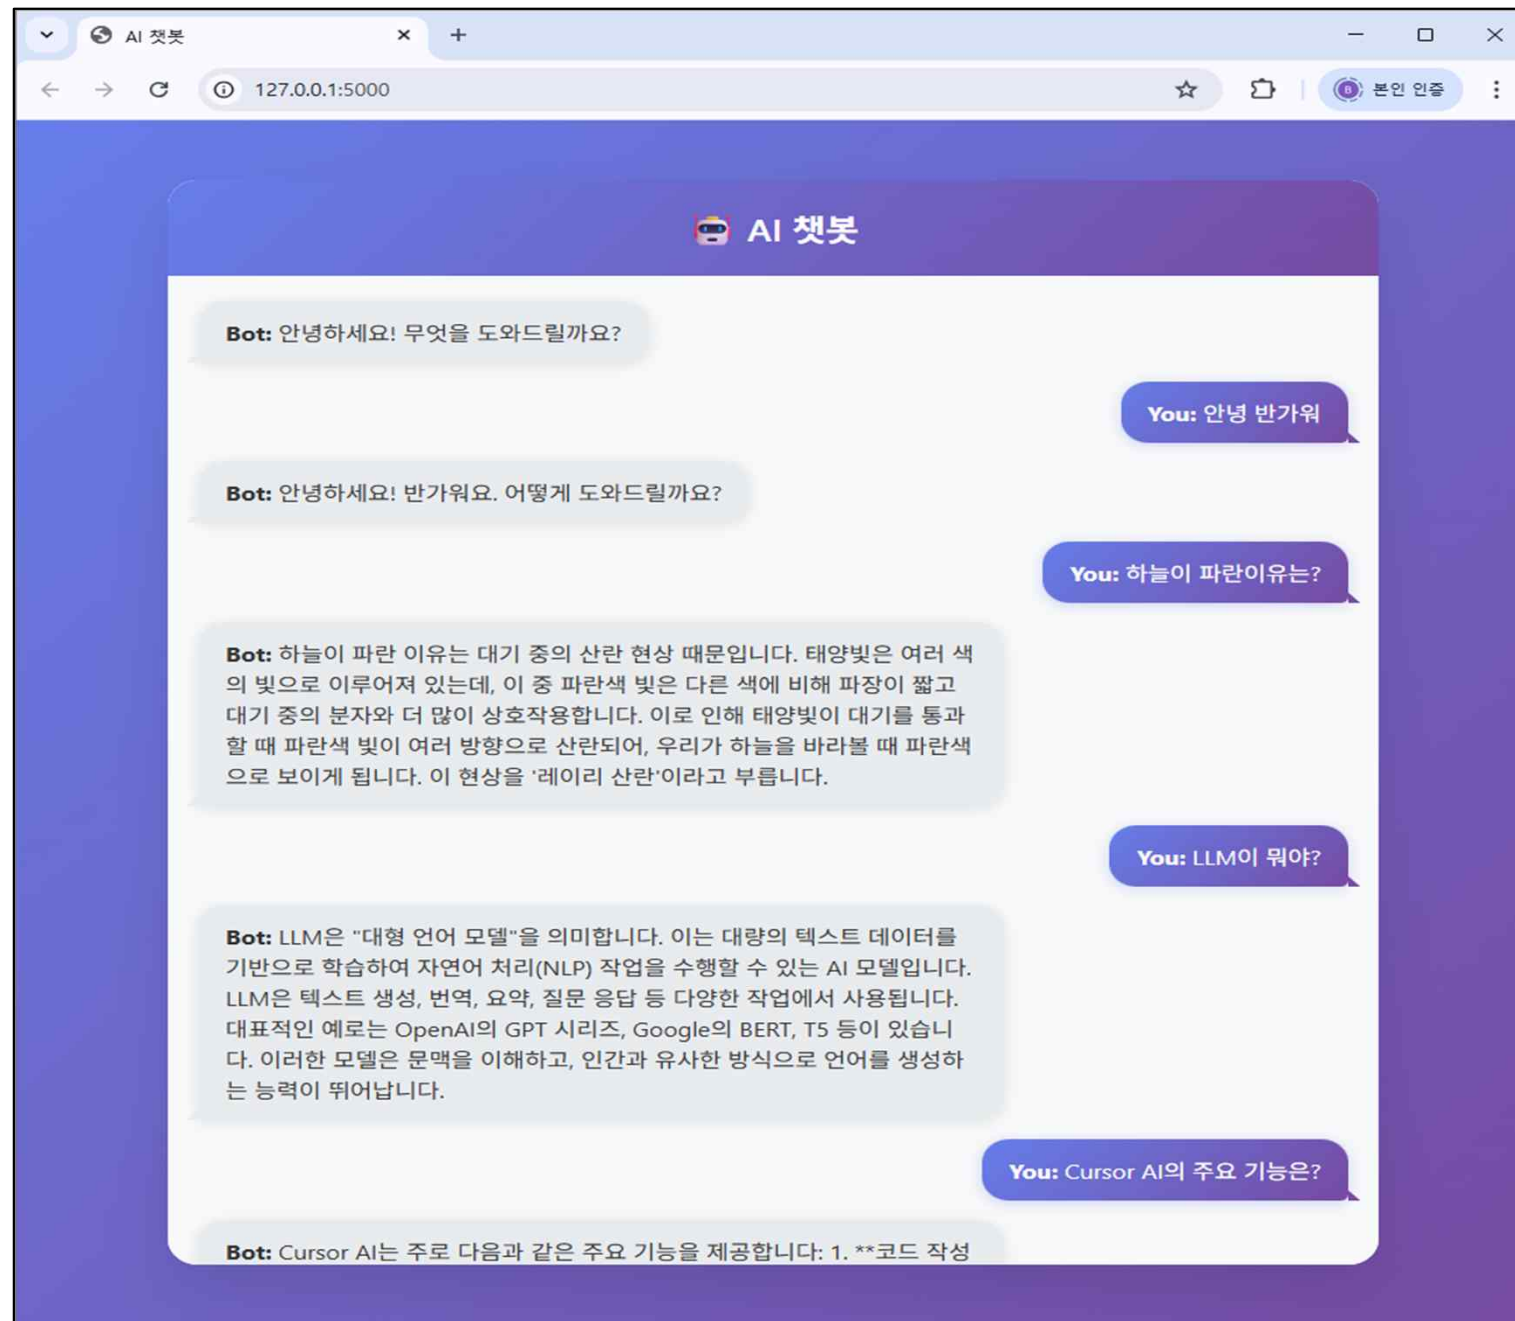 AI 챗봇
127.0.0.1:5000
B 본인 인증
AI 챗봇
Bot: 안녕하세요! 무엇을 도와드릴까요?
You: 안녕 반가워
Bot: 안녕하세요! 반가워요. 어떻게 도와드릴까요?
You: 하늘이 파란이유는?
Bot: 하늘이 파란 이유는 대기 중의 산란 현상 때문입니다. 태양빛은 여러 색
의 빛으로 이루어져 있는데, 이 중 파란색 빛은 다른 색에 비해 파장이 짧고
대기 중의 분자와 더 많이 상호작용합니다. 이로 인해 태양빛이 대기를 통과
할 때 파란색 빛이 여러 방향으로 산란되어, 우리가 하늘을 바라볼 때 파란색
으로 보이게 됩니다. 이 현상을 '레이리 산란'이라고 부릅니다.
You: LLM이 뭐야?
Bot: LLM은 "대형 언어 모델"을 의미합니다. 이는 대량의 텍스트 데이터를
기반으로 학습하여 자연어 처리(NLP) 작업을 수행할 수 있는 AI 모델입니다.
LLM은 텍스트 생성, 번역, 요약, 질문 응답 등 다양한 작업에서 사용됩니다.
대표적인 예로는 OpenAI의 GPT 시리즈, Google의 BERT, T5 등이 있습니
다. 이러한 모델은 문맥을 이해하고, 인간과 유사한 방식으로 언어를 생성하
는 능력이 뛰어납니다.
You: Cursor AI의 주요 기능은?
Bot: Cursor AI는 주로 다음과 같은 주요 기능을 제공합니다: 1. **코드 작성